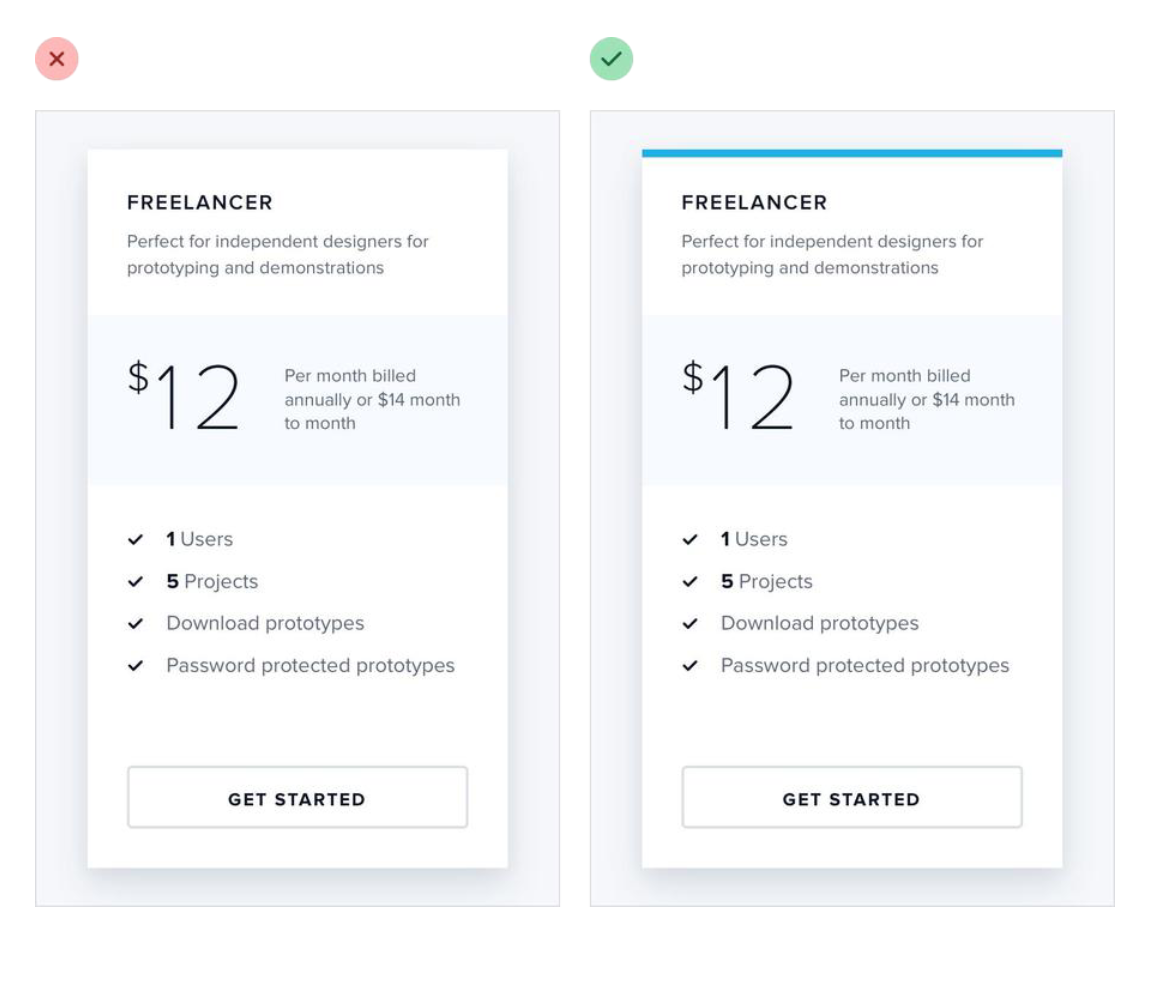 FREELANCER
Perfect for independent designers for
prototyping and demonstrations
$12
Per month billed
annually or $14 month
to month
1 Users
5 Projects
Download prototypes
Password protected prototypes
GET STARTED
FREELANCER
Perfect for independent designers for
prototyping and demonstrations
$12
Per month billed
annually or $14 month
to month
1 Users
5 Projects
Download prototypes
Password protected prototypes
GET STARTED